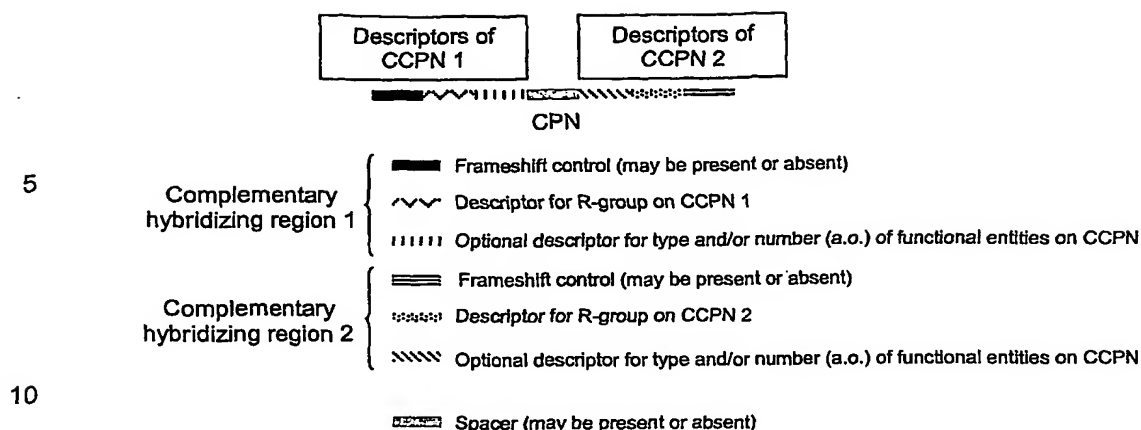 Descriptors of CCPN 1
Descriptors of CCPN 2
CPN
5
Complementary hybridizing region 1
Frameshift control (may be present or absent)
Descriptor for R-group on CCPN 1
Optional descriptor for type and/or number (a.o.) of functional entities on CCPN
Complementary hybridizing region 2
Frameshift control (may be present or absent)
Descriptor for R-group on CCPN 2
Optional descriptor for type and/or number (a.o.) of functional entities on CCPN
10
Spacer (may be present or absent)